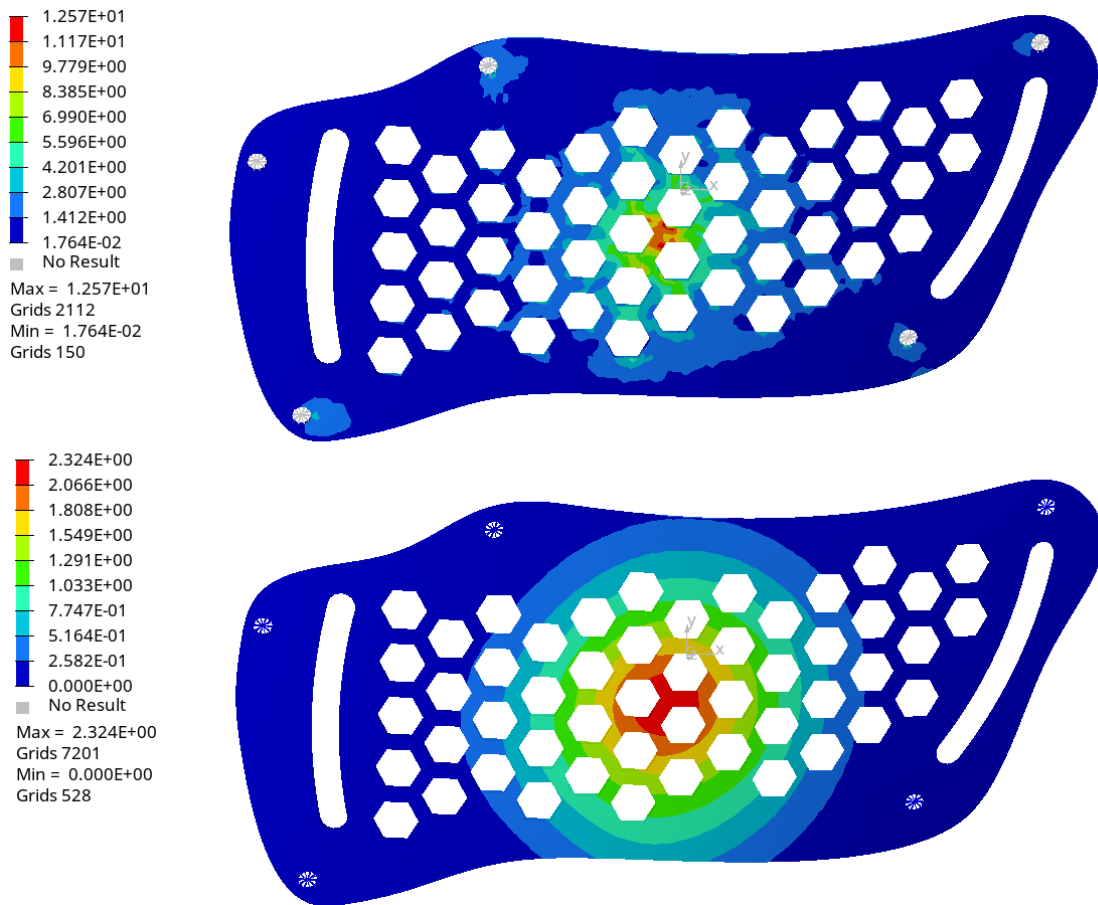 1.257E+01
1.117E+01
9.779E+00
8.385E+00
6.990E+00
5.596E+00
4.201E+00
2.807E+00
1.412E+00
1.764E-02
No Result
Max = 1.257E+01
Grids 2112
Min = 1.764E-02
Grids 150
y
x
2.324E+00
2.066E+00
1.808E+00
1.549E+00
1.291E+00
1.033E+00
7.747E-01
5.164E-01
2.582E-01
0.000E+00
No Result
Max = 2.324E+00
Grids 7201
Min = 0.000E+00
Grids 528
y
x